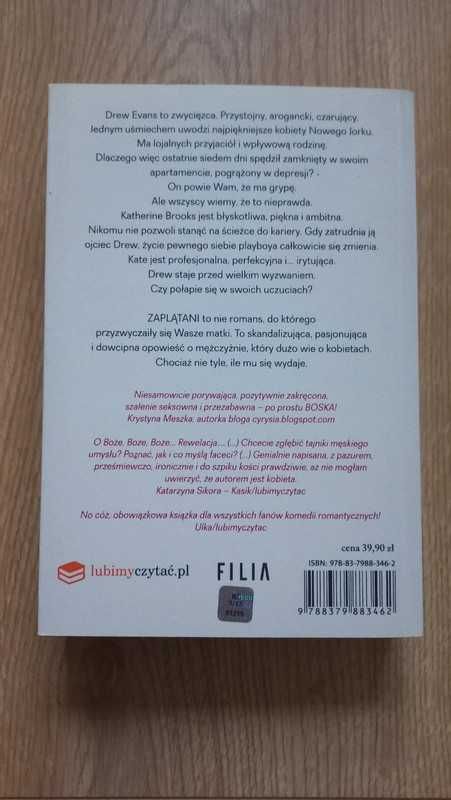 Drew Evans to zwycięzca. Przystojny, arogancki, czarujący.
Jednym uśmiechem uwodzi najpiękniejsze kobiety Nowego Jorku.
Ma lojalnych przyjaciół i wpływową rodzinę.
Dlaczego więc ostatnie siedem dni spędził zamknięty w swoim
apartamencie, pogrążony w depresji?
On powie Wam, że ma grypę.
Ale wszyscy wiemy, że to nieprawda.
Katherine Brooks jest błyskotliwa, piękna i ambitna.
Nikomu nie pozwoli stanąć na ścieżce do kariery. Gdy zatrudnia ją
ojciec Drew, życie pewnego siebie playboya całkowicie się zmienia.
Kate jest profesjonalna, perfekcyjna i... irytująca.
Drew staje przed wielkim wyzwaniem.
Czy połapie się w swoich uczuciach?
ZAPLĄTANI to nie romans, do którego
przyzwyczaiły się Wasze matki. To skandalizująca, pasjonująca
i dowcipna opowieść o mężczyźnie, który dużo wie o kobietach.
Chociaż nie tyle, ile mu się wydaje.
Niesamowicie porywająca, pozytywnie zakręcona,
szalenie seksowna i przezabawna – po prostu BOSKA!
Krystyna Meszka, autorka bloga cyrysia.blogspot.com
O Boże, Boże, Boże... Rewelacja... (...) Chcecie zgłębić tajniki męskiego
umysłu? Poznać, jak i co myślą faceci? (...) Genialnie napisana, z pazurem,
prześmiewczo, ironicznie i do szpiku kości prawdziwie, aż nie mogłam
uwierzyć, że autorem jest kobieta.
Katarzyna Sikora – Kasik/lubimyczytac
No cóż, obowiązkowa książka dla wszystkich fanów komedii romantycznych!
Ulka/lubimyczytac
cena 39,90 zł
ISBN: 978-83-7988-346-2
lubimyczytać.pl
FILIA
9 788379 883462